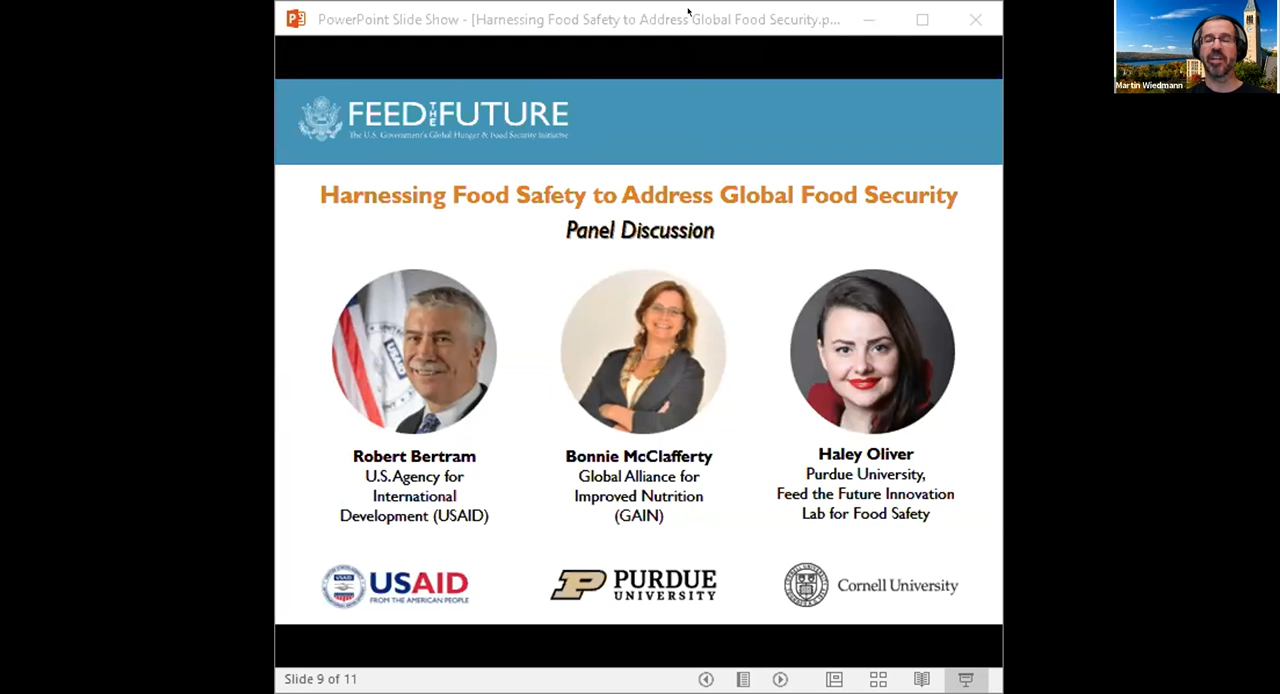 PowerPoint Slide Show - [Harnessing Food Safety to Address Global Food Security.p...
Martin Wiedmann
FEED THE FUTURE
The U.S. Government's Global Hunger & Food Security Initiative
Harnessing Food Safety to Address Global Food Security
Panel Discussion
Robert Bertram
U.S. Agency for
International
Development (USAID)
Bonnie McClafferty
Global Alliance for
Improved Nutrition
(GAIN)
Haley Oliver
Purdue University,
Feed the Future Innovation
Lab for Food Safety
USAID
FROM THE AMERICAN PEOPLE
PURDUE
UNIVERSITY
Cornell University
Slide 9 of 11